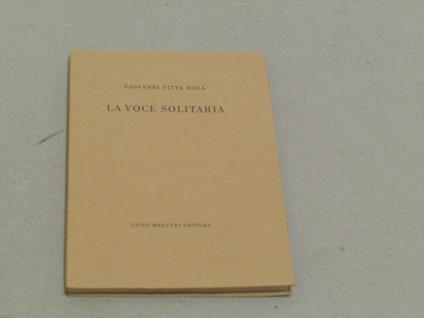 GIOVANNI TITTA ROSA
LA VOCE SOLITARIA
LUIGI MAESTRI EDITORE